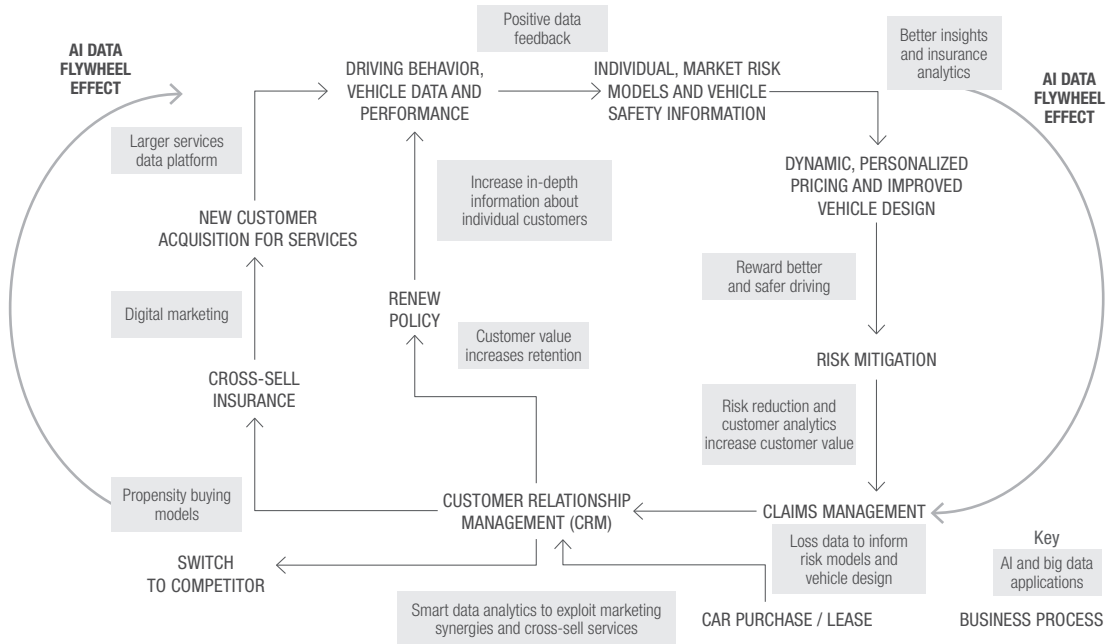 Positive data
feedback
Better insights
and insurance
analytics
AI DATA
FLYWHEEL
EFFECT
DRIVING BEHAVIOR,
VEHICLE DATA AND
PERFORMANCE
INDIVIDUAL, MARKET RISK
MODELS AND VEHICLE
SAFETY INFORMATION
AI DATA
FLYWHEEL
EFFECT
Larger services
data platform
Increase in-depth
information about
individual customers
DYNAMIC, PERSONALIZED
PRICING AND IMPROVED
VEHICLE DESIGN
NEW CUSTOMER
ACQUISITION FOR SERVICES
Reward better
and safer driving
Digital marketing
RENEW
POLICY
Customer value
increases retention
RISK MITIGATION
CROSS-SELL
INSURANCE
Risk reduction and
customer analytics
increase customer value
Propensity buying
models
CUSTOMER RELATIONSHIP
MANAGEMENT (CRM)
CLAIMS MANAGEMENT
Loss data to inform
risk models and
vehicle design
Key
AI and big data
applications
SWITCH
TO COMPETITOR
Smart data analytics to exploit marketing
synergies and cross-sell services
CAR PURCHASE / LEASE
BUSINESS PROCESS